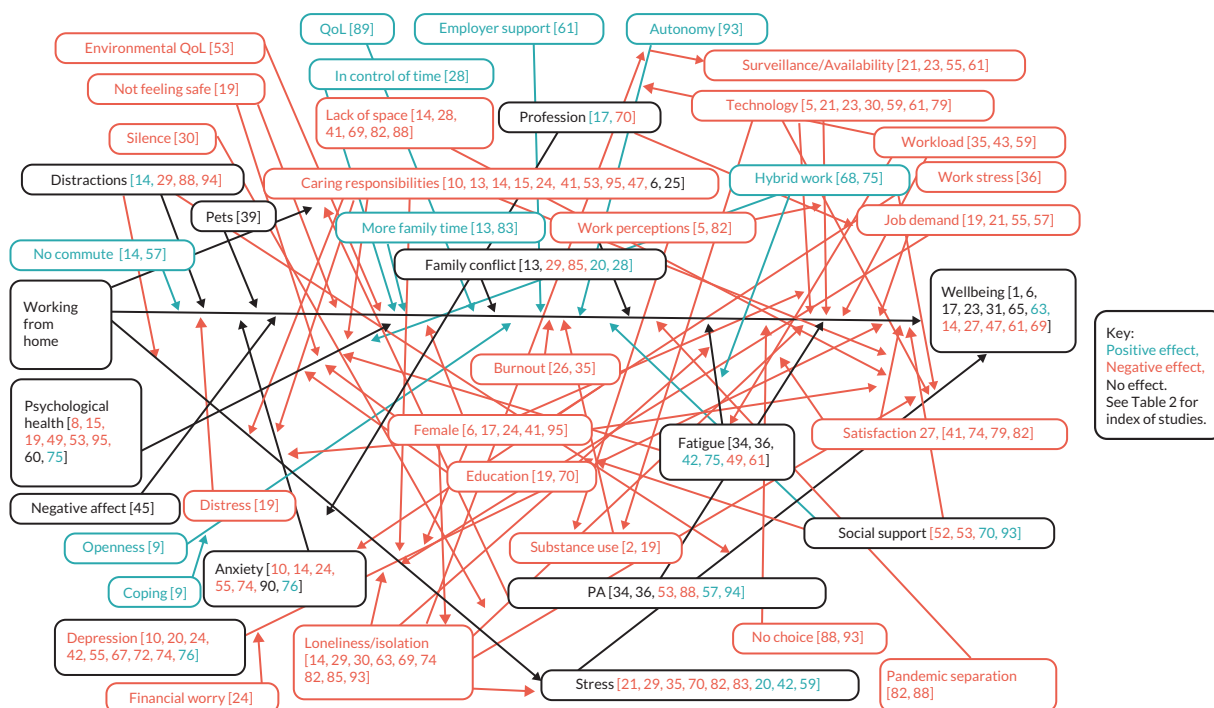 QoL [89]
Employer support [61]
Autonomy [93]
Environmental QoL [53]
Surveillance/Availability [21, 23, 55, 61]
In control of time [28]
Not feeling safe [19]
Technology [5, 21, 23, 30, 59, 61, 79]
Lack of space [14, 28,
41, 69, 82, 88]
Profession [17, 70]
Silence [30]
Workload [35, 43, 59]
Distractions [14, 29, 88, 94]
Caring responsibilities [10, 13, 14, 15, 24, 41, 53, 95, 47, 6, 25]
Hybrid work [68, 75]
Work stress [36]
Pets [39]
More family time [13, 83]
Work perceptions [5, 82]
Job demand [19, 21, 55, 57]
No commute [14, 57]
Family conflict [13, 29, 85, 20, 28]
Working
from
home
Wellbeing [1, 6,
17, 23, 31, 65, 63,
14, 27, 47, 61, 69]
Key:
Positive effect,
Negative effect,
No effect.
See Table 2 for
index of studies.
Burnout [26, 35]
Psychological
health [8, 15,
19, 49, 53, 95,
60, 75]
Female [6, 17, 24, 41, 95]
Fatigue [34, 36,
42, 75, 49, 61]
Satisfaction 27, [41, 74, 79, 82]
Education [19, 70]
Negative affect [45]
Distress [19]
Social support [52, 53, 70, 93]
Openness [9]
Substance use [2, 19]
Anxiety [10, 14, 24,
55, 74, 90, 76]
Coping [9]
PA [34, 36, 53, 88, 57, 94]
Depression [10, 20, 24,
42, 55, 67, 72, 74, 76]
Loneliness/isolation
[14, 29, 30, 63, 69, 74
82, 85, 93]
No choice [88, 93]
Stress [21, 29, 35, 70, 82, 83, 20, 42, 59]
Pandemic separation
[82, 88]
Financial worry [24]